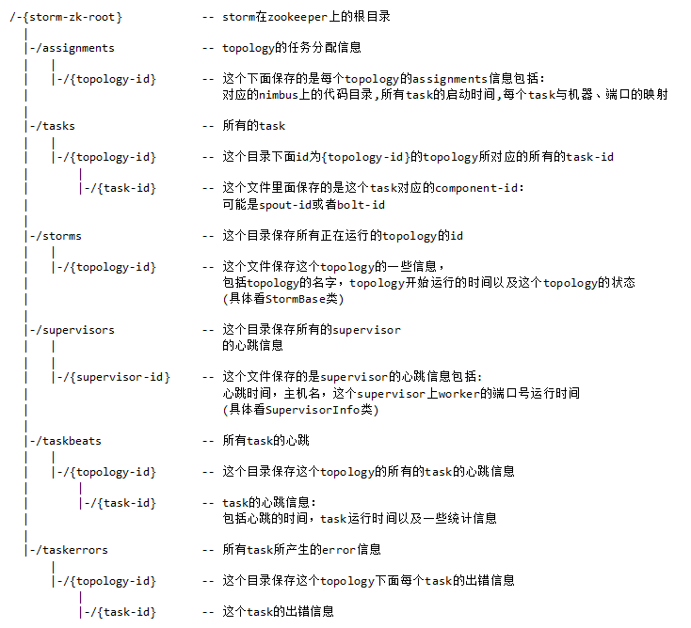 /-{storm-zk-root} -- storm在zookeeper上的根目录
|
|-/assignments -- topology的任务分配信息
| |
| |-/{topology-id} -- 这个下面保存的是每个topology的assignments信息包括:
| 对应的nimbus上的代码目录,所有task的启动时间,每个task与机器、端口的映射
|
|-/tasks -- 所有的task
| |
| |-/{topology-id} -- 这个目录下面id为{topology-id}的topology所对应的所有的task-id
| |
| |-/{task-id} -- 这个文件里面保存的是这个task对应的component-id:
| 可能是spout-id或者bolt-id
|
|-/storms -- 这个目录保存所有正在运行的topology的id
| |
| |-/{topology-id} -- 这个文件保存这个topology的一些信息,
| 包括topology的名字, topology开始运行的时间以及这个topology的状态
| (具体看StormBase类)
|
|-/supervisors -- 这个目录保存所有的supervisor
| | 的心跳信息
| |
| |-/{supervisor-id} -- 这个文件保存的是supervisor的心跳信息包括:
| 心跳时间, 主机名, 这个supervisor上worker的端口号运行时间
| (具体看SupervisorInfo类)
|
|-/taskbeats -- 所有task的心跳
| |
| |-/{topology-id} -- 这个目录保存这个topology的所有的task的心跳信息
| |
| |-/{task-id} -- task的心跳信息:
| 包括心跳的时间, task运行时间以及一些统计信息
|
|-/taskerrors -- 所有task所产生的error信息
|
|-/{topology-id} -- 这个目录保存这个topology下面每个task的出错信息
|
|-/{task-id} -- 这个task的出错信息